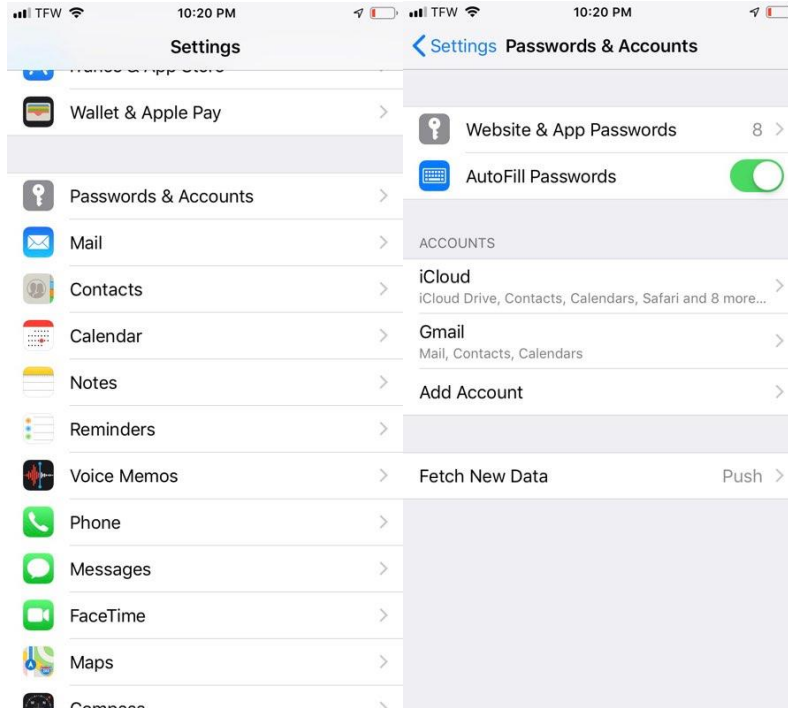 TFW 10:20 PM
Settings
Wallet & Apple Pay
Passwords & Accounts
Mail
Contacts
Calendar
Notes
Reminders
Voice Memos
Phone
Messages
FaceTime
Maps
Compass
TFW 10:20 PM
Settings Passwords & Accounts
Website & App Passwords 8
AutoFill Passwords
ACCOUNTS
iCloud
iCloud Drive, Contacts, Calendars, Safari and 8 more...
Gmail
Mail, Contacts, Calendars
Add Account
Fetch New Data Push